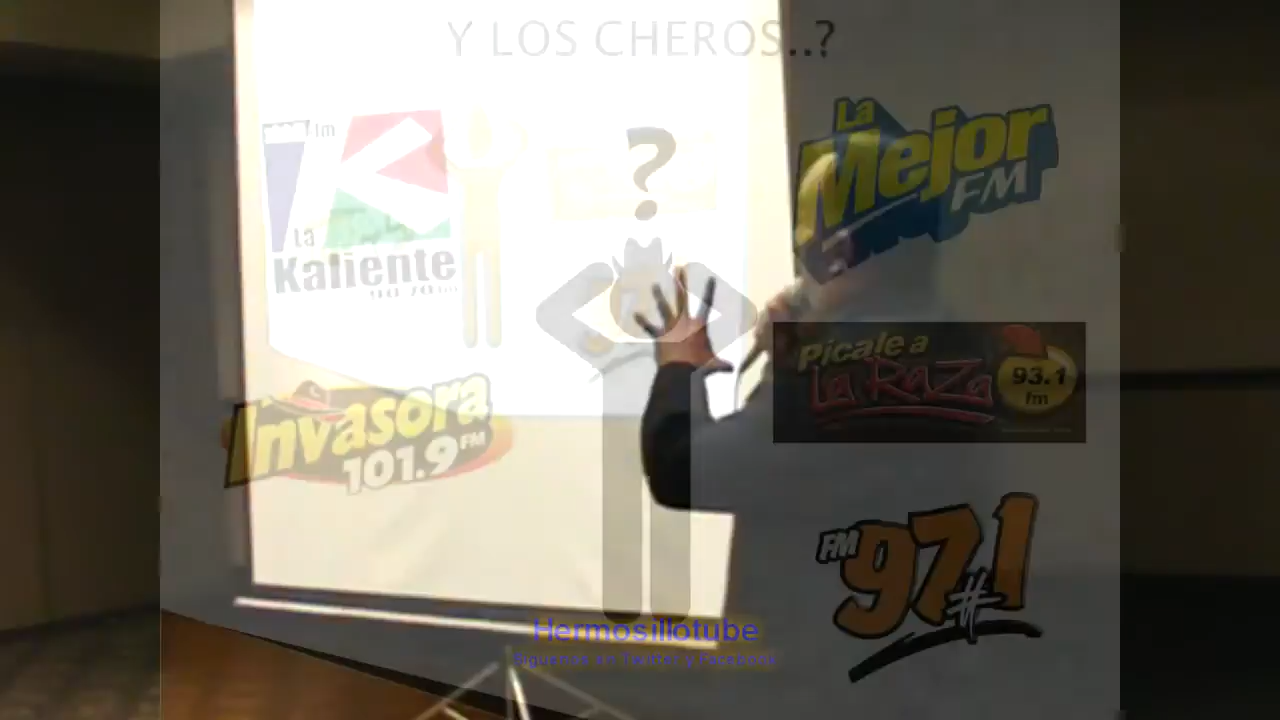 Y LOS CHEROS..?
La
Mejor
FM
fm
La
Kaliente
Picale a
La RaZa
93.1
fm
Invasora
101.9 FM
FM
97.1
#
Hermosillotube
Siguenos en Twitter y Facebook